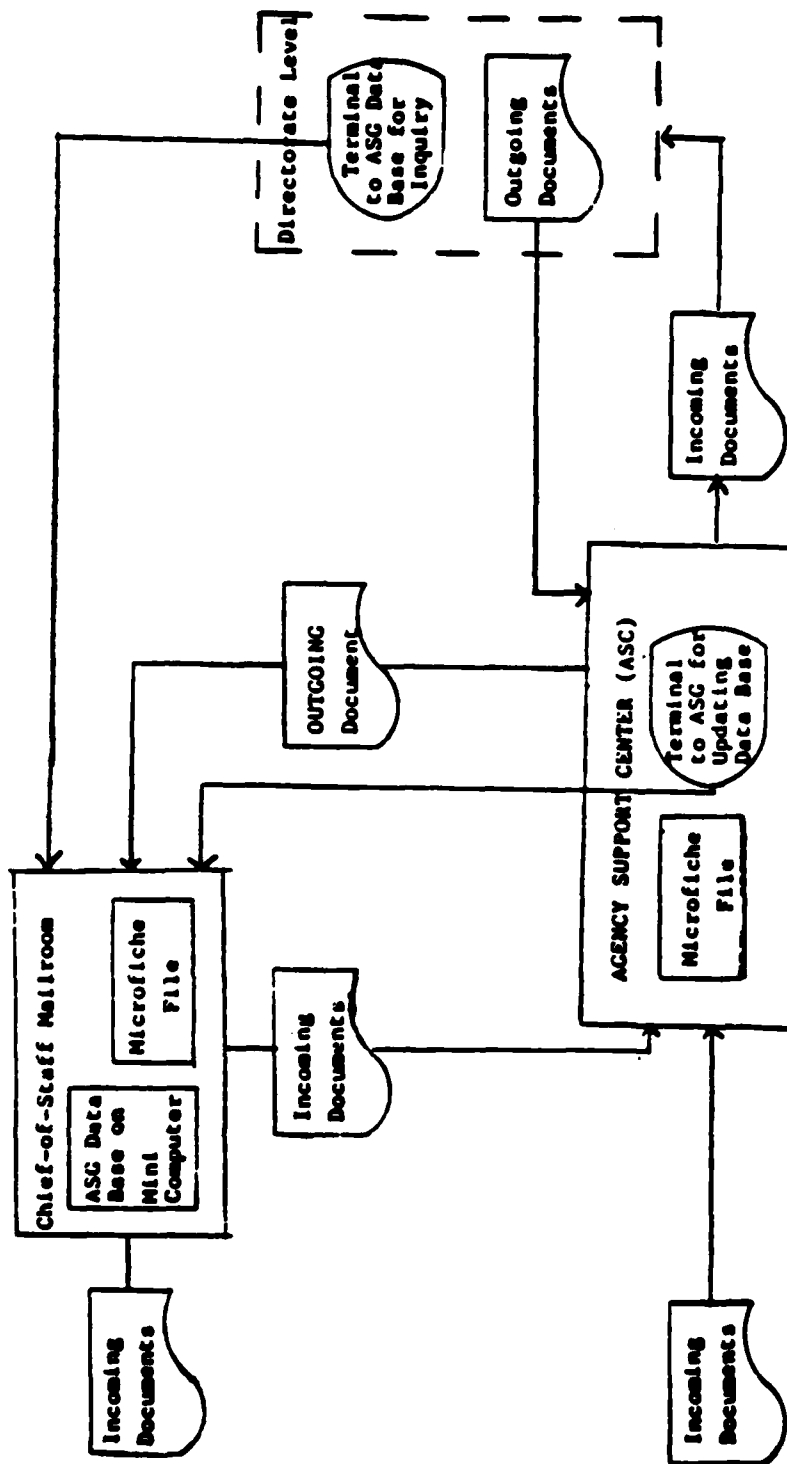 Incoming
Documents
Chief-of-Staff Mailroom
ASC Data
Base on
Mini
Computer
Microfiche
File
Incoming
Documents
OUTGOING
Document
Directorate Level
Terminal
to ASG Data
Base for
Inquiry
Outgoing
Documents
Incoming
Documents
AGENCY SUPPORT CENTER (ASC)
Microfiche
File
Terminal
to ASG for
Updating
Data Base
Incoming
Documents